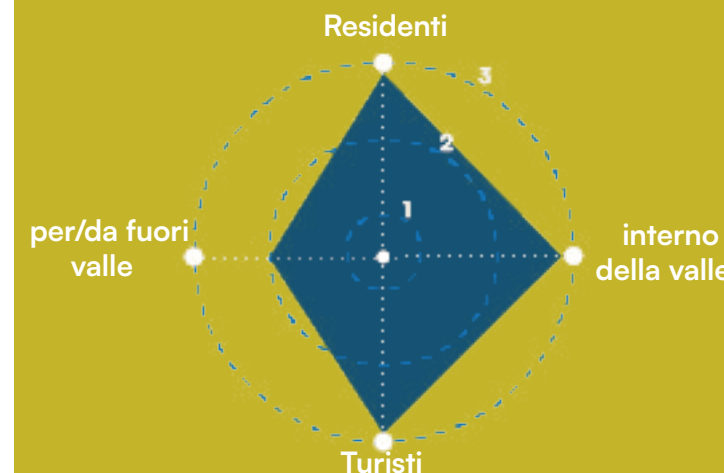 Residenti
3
2
1
per/da fuori
valle
interno
della valle
Turisti